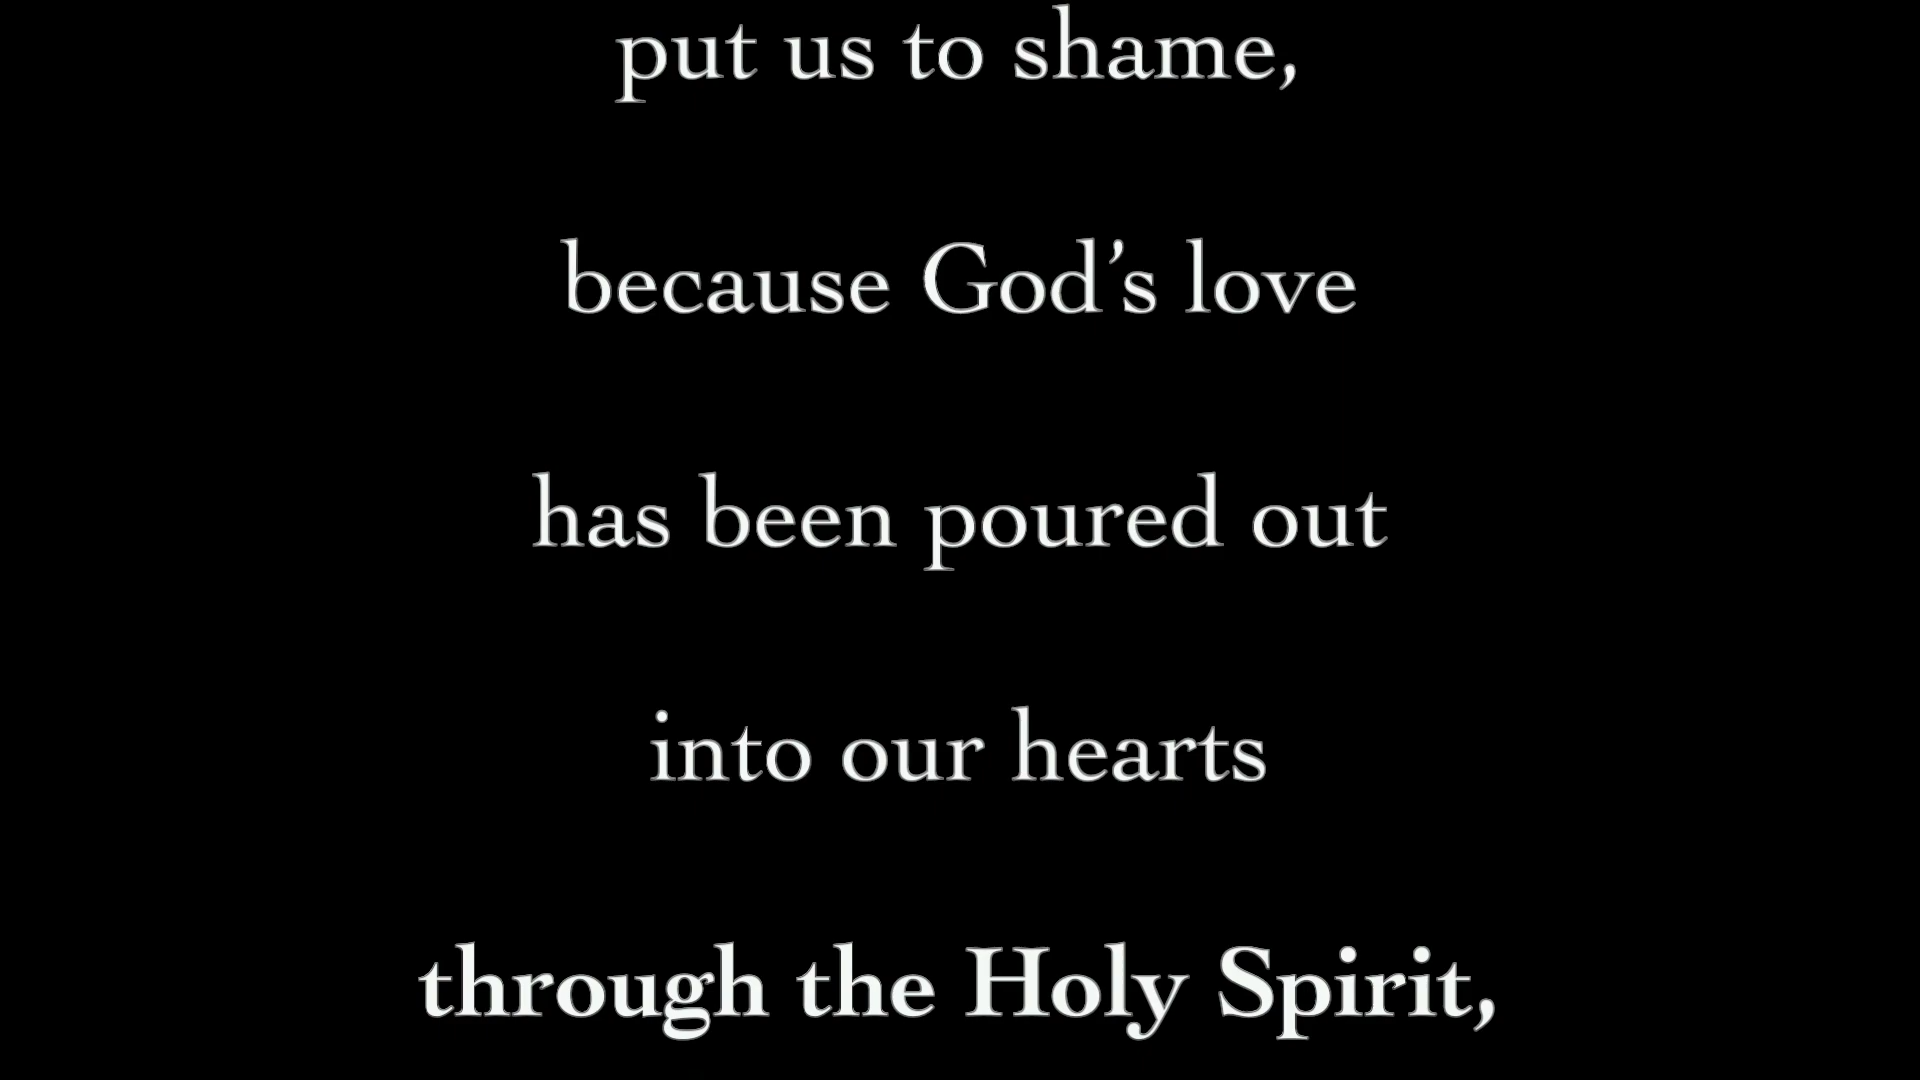 put us to shame,
because God’s love
has been poured out
into our hearts
through the Holy Spirit,